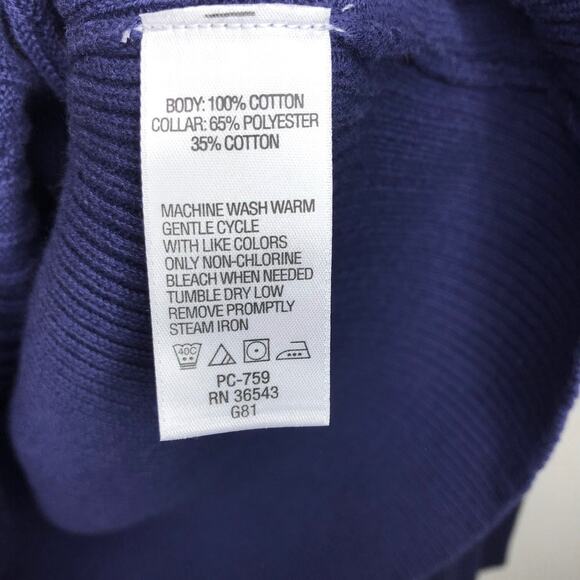 BODY: 100% COTTON
COLLAR: 65% POLYESTER
35% COTTON
MACHINE WASH WARM
GENTLE CYCLE
WITH LIKE COLORS
ONLY NON-CHLORINE
BLEACH WHEN NEEDED
TUMBLE DRY LOW
REMOVE PROMPTLY
STEAM IRON
40C
PC-759
RN 36543
G81